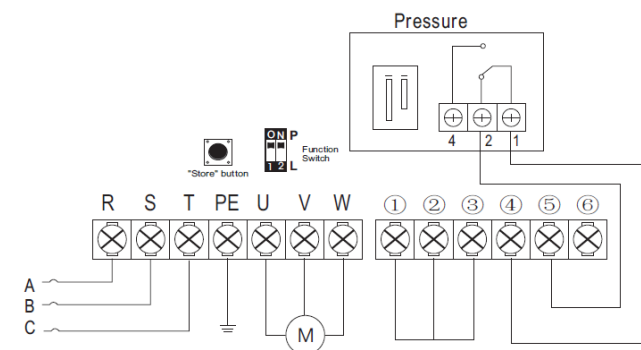 Pressure
4 2 1
ON P
Function
Switch
1 2 L
"Store" button
R S T PE U V W ① ② ③ ④ ⑤ ⑥
A
B
C
M